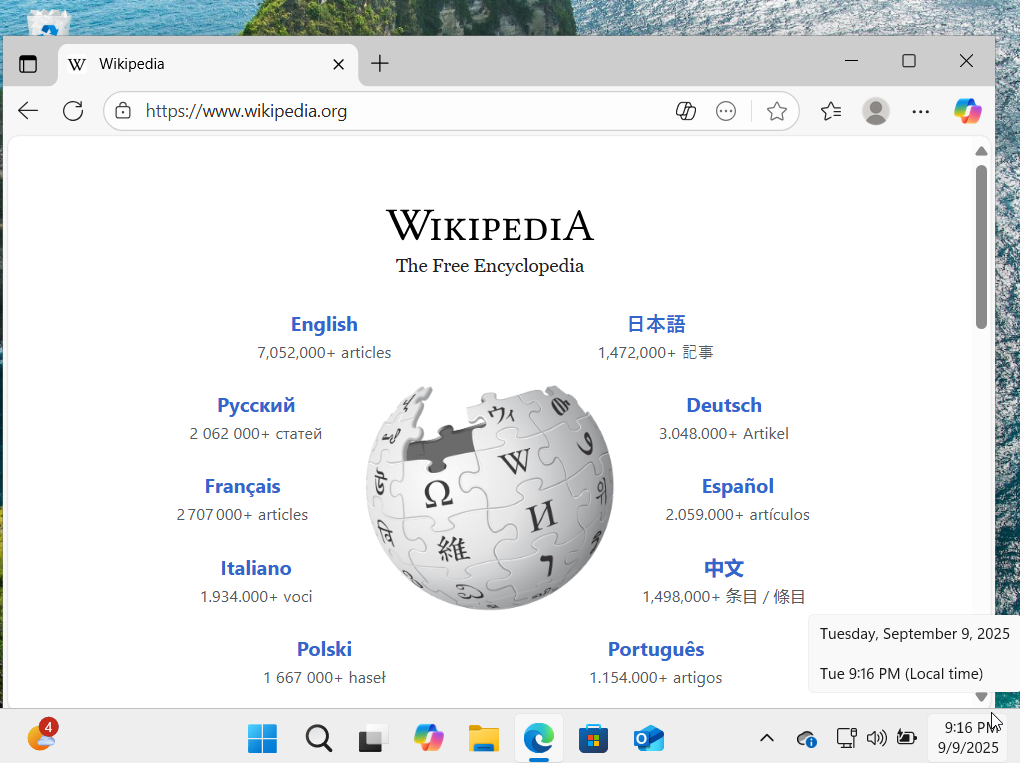 Wikipedia
https://www.wikipedia.org
WIKIPEDIA
The Free Encyclopedia
English
7,052,000+ articles
日本語
1,472,000+ 記事
Русский
2 062 000+ статей
Deutsch
3.048.000+ Artikel
Français
2 707 000+ articles
Español
2.059.000+ artículos
Italiano
1.934.000+ voci
中文
1,498,000+ 条目 / 條目
Polski
1 667 000+ haseł
Português
1.154.000+ artigos
Ω
W
И
維
ウィ
Tuesday, September 9, 2025
Tue 9:16 PM (Local time)
4
9:16 PM
9/9/2025